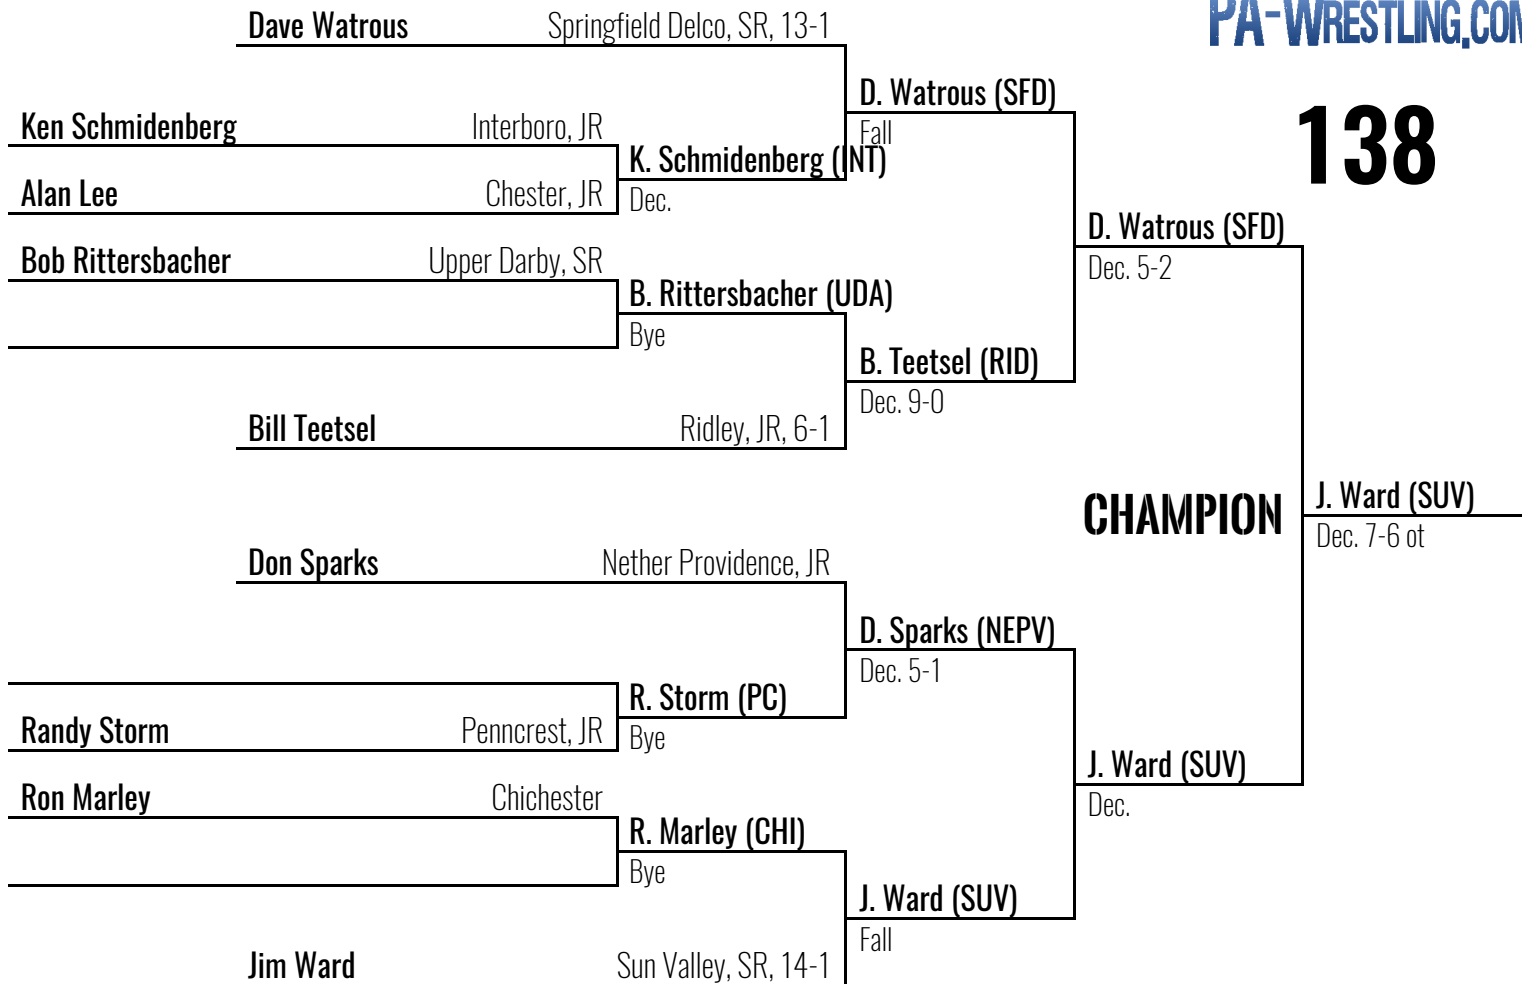 PA-WRESTLING.COM
138
Dave Watrous Springfield Delco, SR, 13-1
D. Watrous (SFD)
Fall
Ken Schmidenberg Interboro, JR
K. Schmidenberg (INT)
Dec.
Alan Lee Chester, JR
D. Watrous (SFD)
Dec. 5-2
Bob Rittersbacher Upper Darby, SR
B. Rittersbacher (UDA)
Bye
B. Teetsel (RID)
Dec. 9-0
Bill Teetsel Ridley, JR, 6-1
CHAMPION
J. Ward (SUV)
Dec. 7-6 ot
Don Sparks Nether Providence, JR
D. Sparks (NEPV)
Dec. 5-1
R. Storm (PC)
Bye
Randy Storm Penncrest, JR
J. Ward (SUV)
Dec.
Ron Marley Chichester
R. Marley (CHI)
Bye
J. Ward (SUV)
Fall
Jim Ward Sun Valley, SR, 14-1